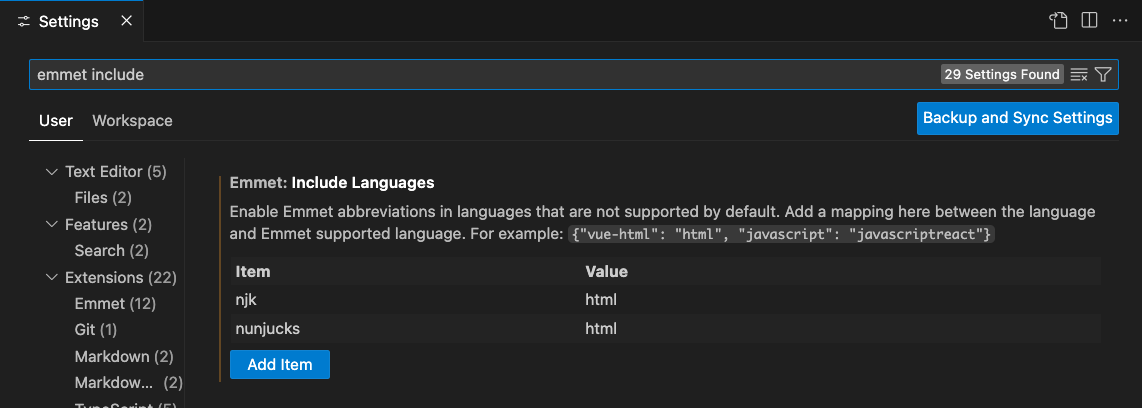 Settings
emmet include
29 Settings Found
User Workspace
Backup and Sync Settings
Text Editor (5)
Files (2)
Features (2)
Search (2)
Extensions (22)
Emmet (12)
Git (1)
Markdown (2)
Markdow... (2)
TypeScript (5)
Emmet: Include Languages
Enable Emmet abbreviations in languages that are not supported by default. Add a mapping here between the language
and Emmet supported language. For example: {"vue-html": "html", "javascript": "javascriptreact"}
Item Value
njk html
nunjucks html
Add Item